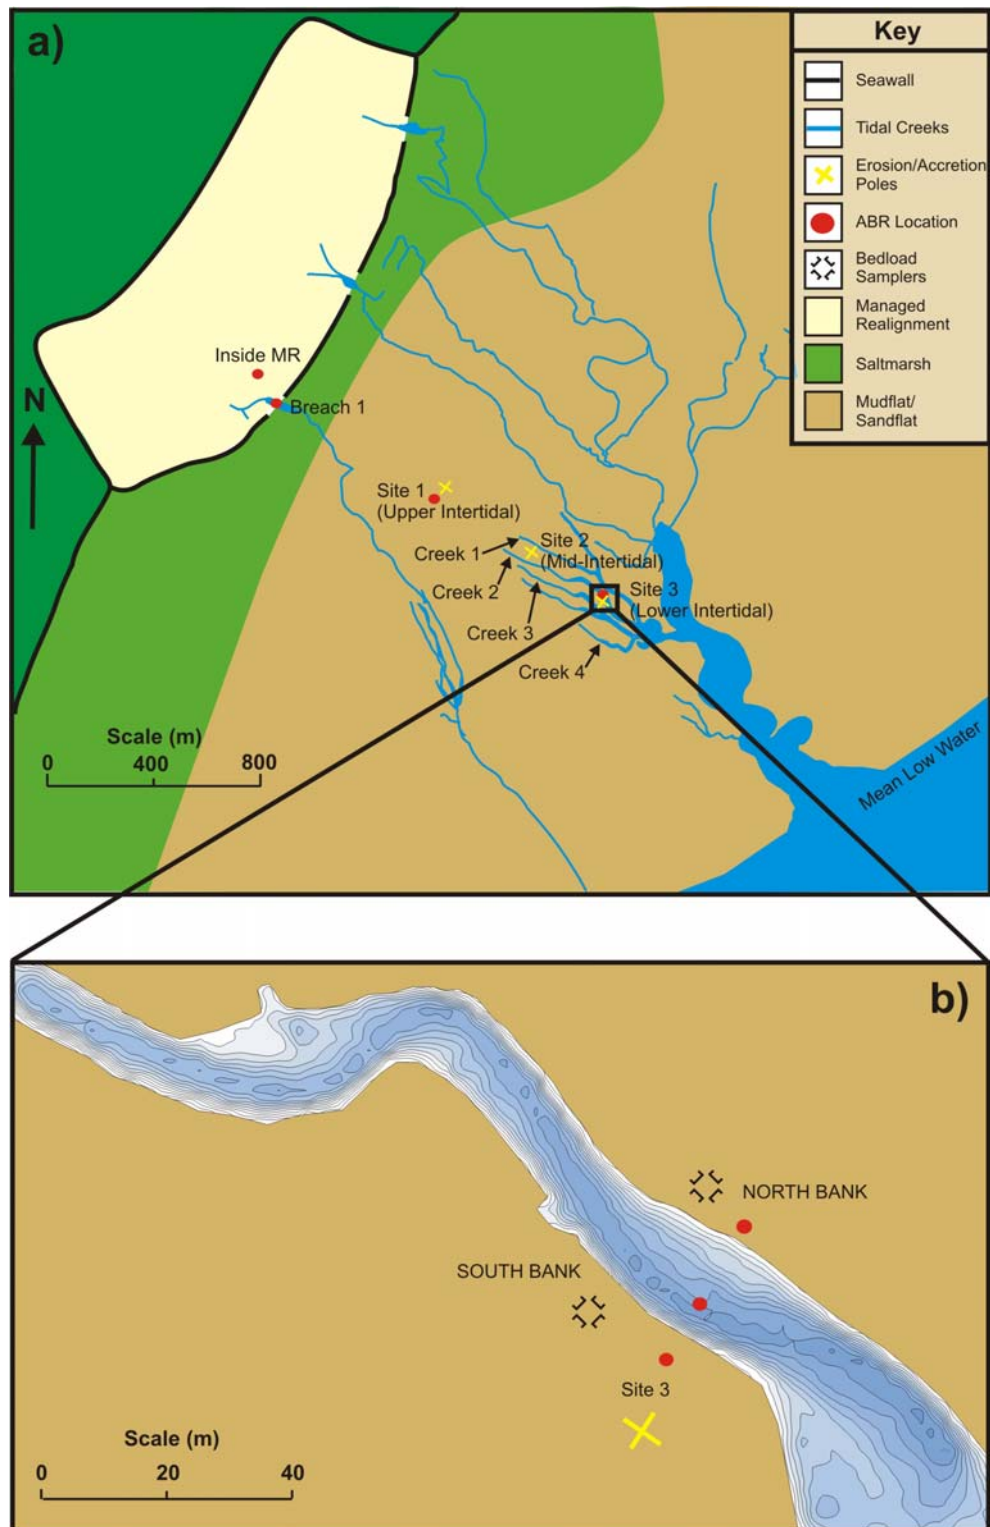 a)
Key
Seawall
Tidal Creeks
Erosion/Accretion
Poles
ABR Location
Bedload
Samplers
Managed
Realignment
Saltmarsh
Mudflat/
Sandflat
Inside MR
N
Breach 1
Site 1
(Upper Intertidal)
Creek 1
Site 2
(Mid-Intertidal)
Creek 2
Site 3
(Lower Intertidal)
Creek 3
Creek 4
Scale (m)
0 400 800
Mean Low Water
b)
NORTH BANK
SOUTH BANK
Site 3
Scale (m)
0 20 40